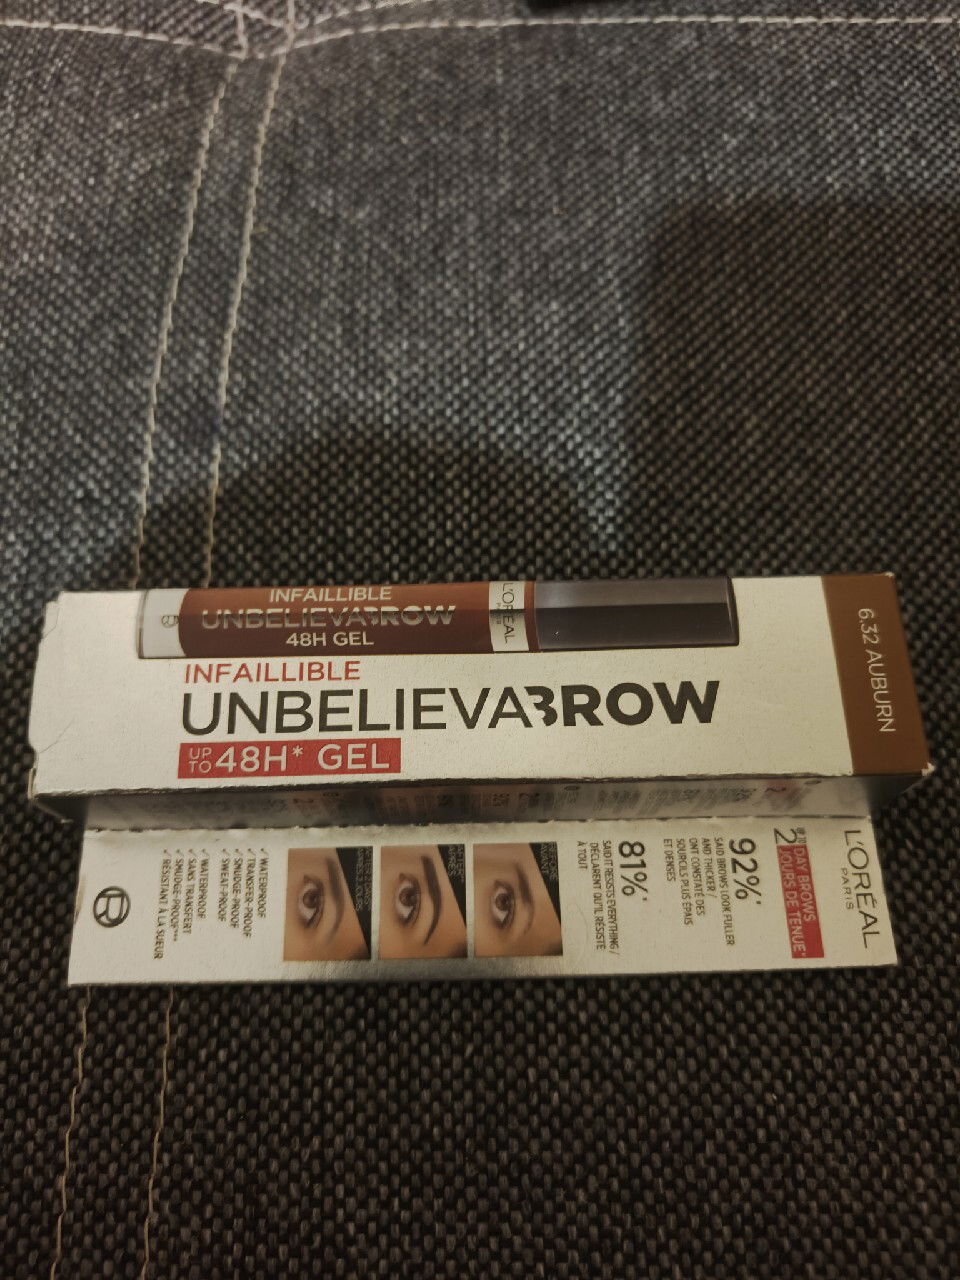 INFAILLIBLE
UNBELIEVABROW
48H GEL
L'ORÉAL
INFAILLIBLE
UNBELIEVABROW
UP TO 48H* GEL
6.32 AUBURN
L'ORÉAL
PARIS
2 DAY BROWS
JOURS DE TENUE*
92%*
SAID BROWS LOOK FULLER
AND THICKER /
ONT CONSTATÉ DES
SOURCILS PLUS ÉPAIS
ET DENSES
81%*
SAID IT RESISTS EVERYTHING /
DÉCLARENT QU'IL RÉSISTE
À TOUT
✓ WATERPROOF
✓ TRANSFER-PROOF
✓ SMUDGE-PROOF
✓ SWEAT-PROOF
✓ WATERPROOF
✓ SANS TRANSFERT
✓ SMUDGE-PROOF***
✓ RÉSISTANT À LA SUEUR